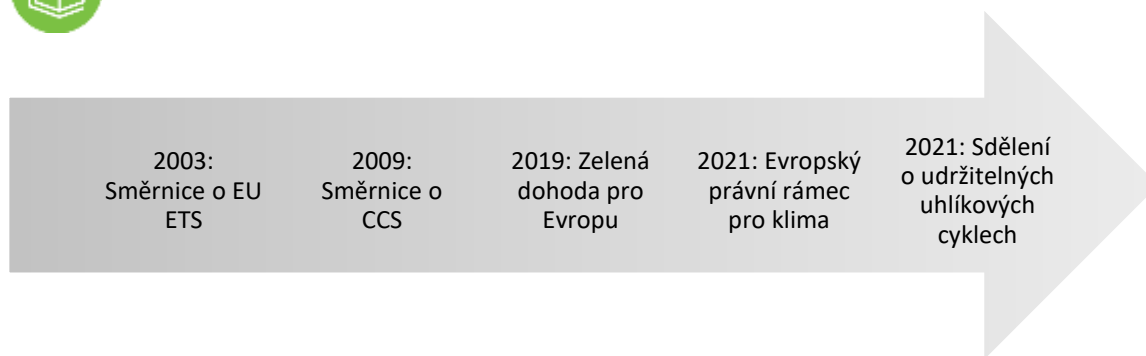 2003:
Směrnice o EU
ETS
2009:
Směrnice o
CCS
2019: Zelená
dohoda pro
Evropu
2021: Evropský
právní rámec
pro klima
2021: Sdělení
o udržitelných
uhlíkových
cyklech